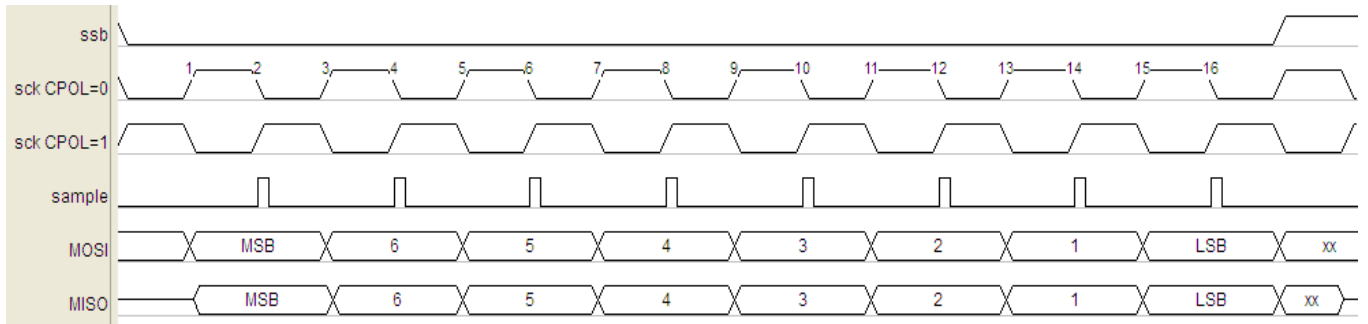 ssb
1 2 3 4 5 6 7 8 9 10 11 12 13 14 15 16
sck CPOL=0
sck CPOL=1
sample
MOSI MSB 6 5 4 3 2 1 LSB xx
MISO MSB 6 5 4 3 2 1 LSB xx